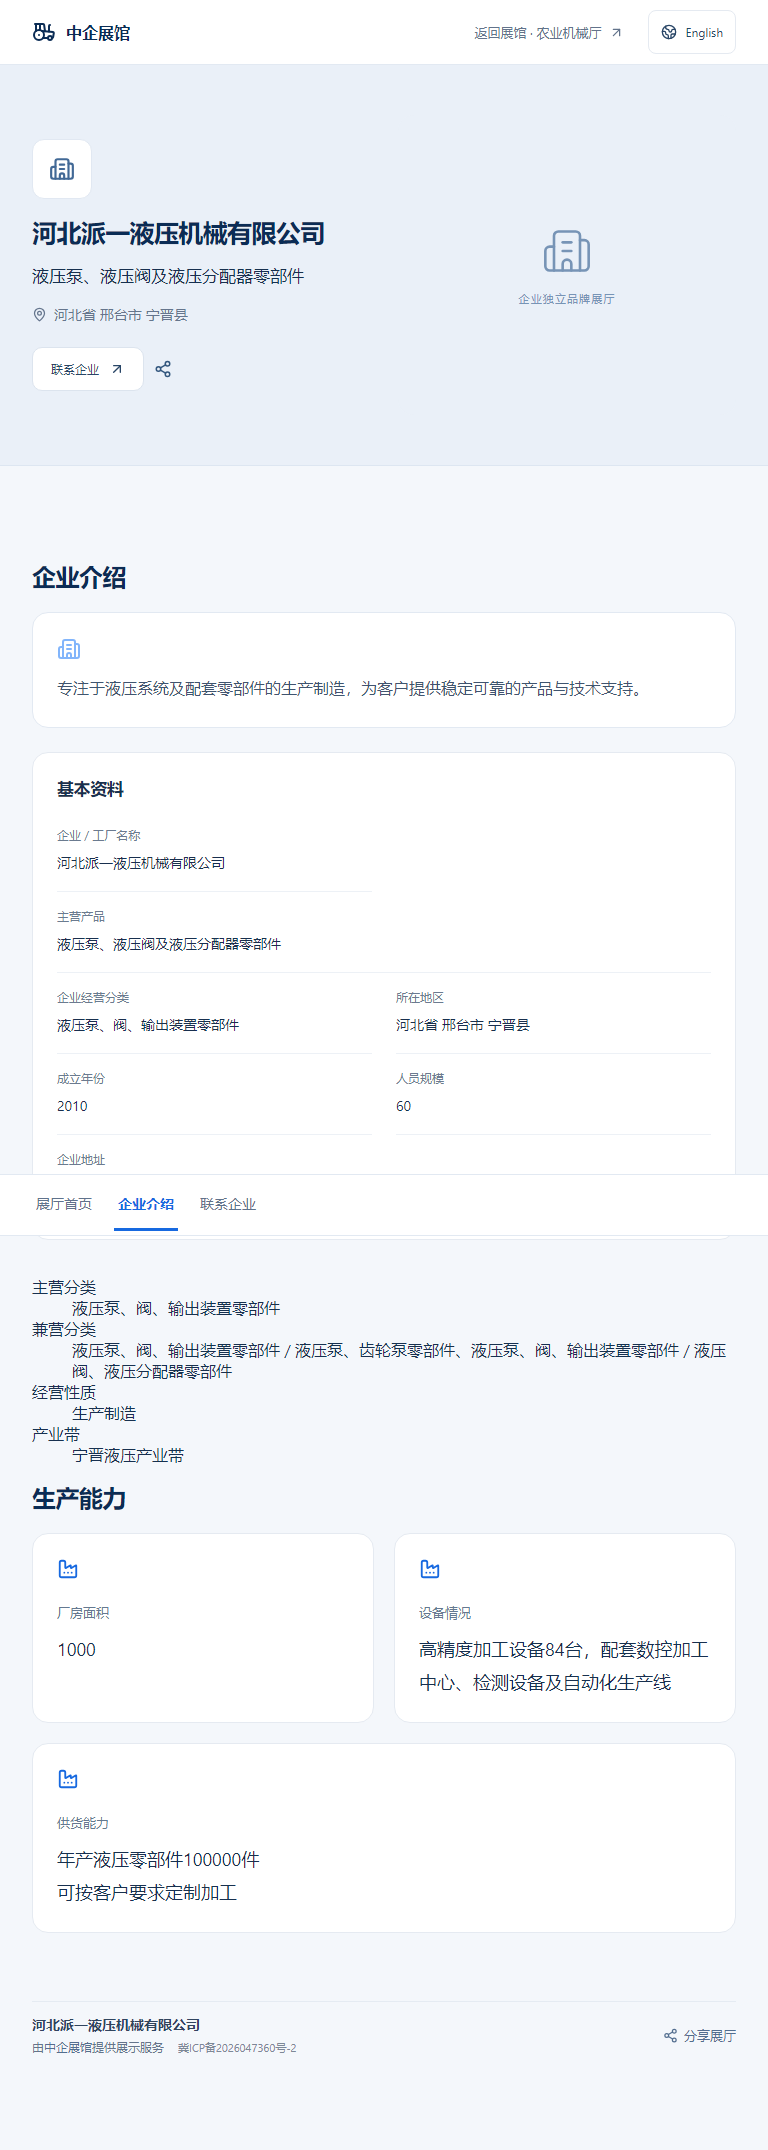 中企展馆
返回展馆 · 农业机械厅
English
河北派一液压机械有限公司
液压泵、液压阀及液压分配器零部件
河北省 邢台市 宁晋县
联系企业
企业独立品牌展厅
企业介绍
专注于液压系统及配套零部件的生产制造，为客户提供稳定可靠的产品与技术支持。
基本资料
企业 / 工厂名称
河北派一液压机械有限公司
主营产品
液压泵、液压阀及液压分配器零部件
企业经营分类
液压泵、阀、输出装置零部件
所在地区
河北省 邢台市 宁晋县
成立年份
2010
人员规模
60
企业地址
展厅首页
企业介绍
联系企业
主营分类
液压泵、阀、输出装置零部件
兼营分类
液压泵、阀、输出装置零部件 / 液压泵、齿轮泵零部件、液压泵、阀、输出装置零部件 / 液压
阀、液压分配器零部件
经营性质
生产制造
产业带
宁晋液压产业带
生产能力
厂房面积
1000
设备情况
高精度加工设备84台，配套数控加工
中心、检测设备及自动化生产线
供货能力
年产液压零部件100000件
可按客户要求定制加工
河北派一液压机械有限公司
由中企展馆提供展示服务
冀ICP备2026047360号-2
分享展厅